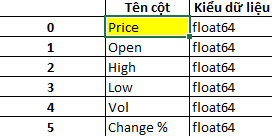 Tên cột Kiểu dữ liệu
0 Price float64
1 Open float64
2 High float64
3 Low float64
4 Vol float64
5 Change % float64